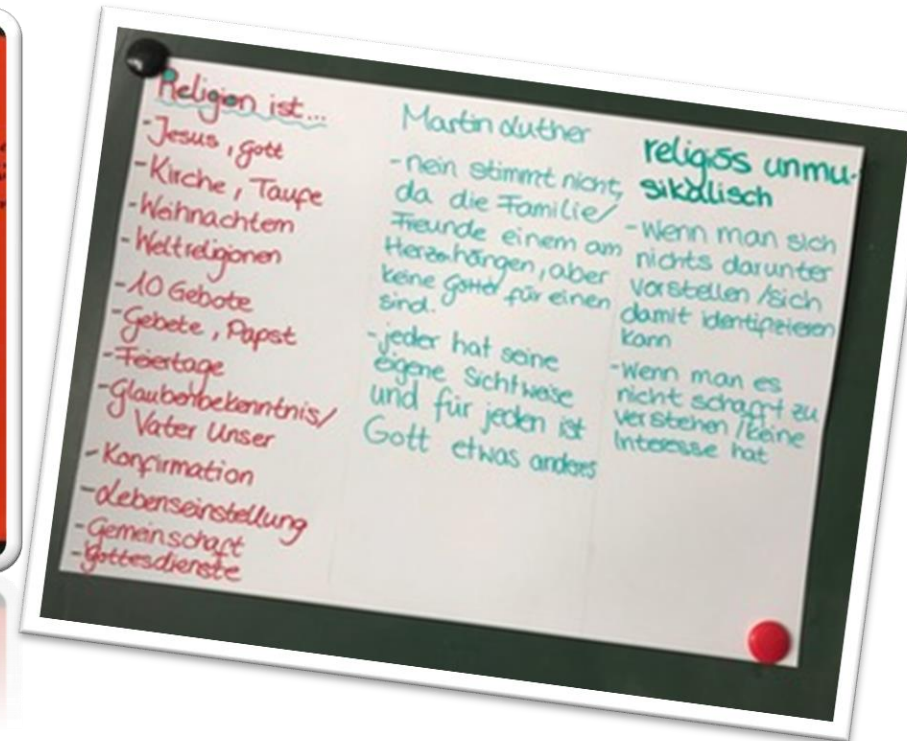 Religion ist...
-Jesus, Gott
-Kirche, Taufe
-Weihnachtem
-Weltreligionen
-10 Gebote
-Gebete, Papst
-Feiertage
-Glaubenbekenntnis/
Vater Unser
-Konfirmation
-Lebenseinstellung
-Gemeinschaft
-Gottesdienste
Martin Luther
-nein stimmt nicht,
da die Familie/
Freunde einem am
Herzen hängen, aber
keine Götter für einen
sind.
-jeder hat seine
eigene Sichtweise
und für jeden ist
Gott etwas anders
religiös unmu-
sikalisch
-Wenn man sich
nichts darunter
vorstellen /sich
damit identifizieren
kann
-Wenn man es
nicht schafft zu
verstehen /keine
Interesse hat